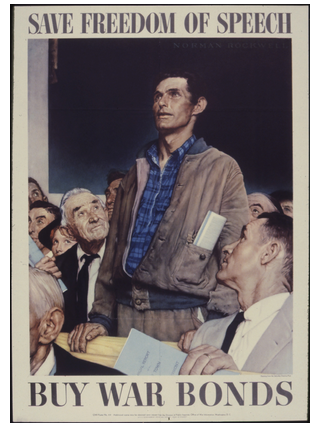 SAVE FREEDOM OF SPEECH
NORMAN ROCKWELL
BUY WAR BONDS